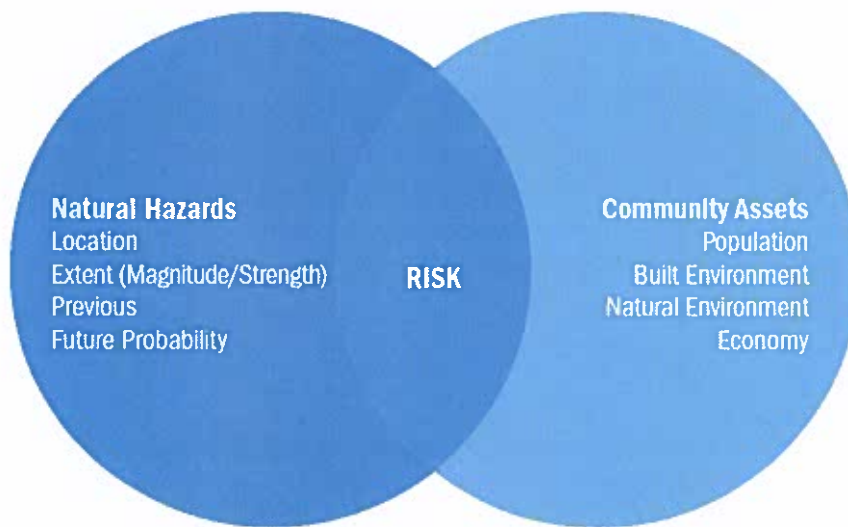 Natural Hazards
Location
Extent (Magnitude/Strength)
Previous
Future Probability
RISK
Community Assets
Population
Built Environment
Natural Environment
Economy